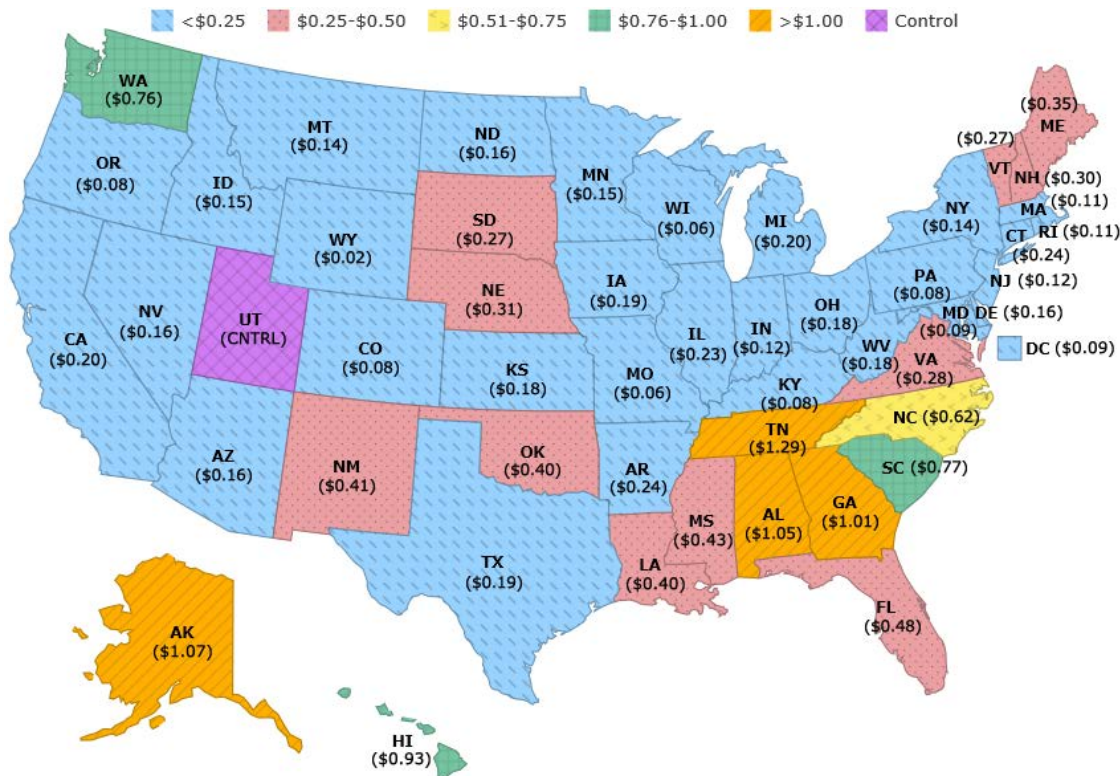 <$0.25 $0.25-$0.50 $0.51-$0.75 $0.76-$1.00 >$1.00 Control
WA
($0.76)
OR
($0.08)
ID
($0.15)
MT
($0.14)
ND
($0.16)
MN
($0.15)
WI
($0.06)
MI
($0.20)
NY
($0.14)
($0.27)
VT
($0.35)
ME
NH ($0.30)
MA
($0.11)
RI ($0.11)
CT
($0.24)
NJ ($0.12)
PA
($0.08)
MD
($0.09)
DE ($0.16)
DC ($0.09)
WY
($0.02)
SD
($0.27)
NE
($0.31)
IA
($0.19)
IL
($0.23)
IN
($0.12)
OH
($0.18)
WV
($0.18)
VA
($0.28)
CA
($0.20)
NV
($0.16)
UT
(CNTRL)
CO
($0.08)
KS
($0.18)
MO
($0.06)
KY
($0.08)
TN
($1.29)
NC ($0.62)
SC ($0.77)
AZ
($0.16)
NM
($0.41)
OK
($0.40)
AR
($0.24)
MS
($0.43)
AL
($1.05)
GA
($1.01)
TX
($0.19)
LA
($0.40)
FL
($0.48)
AK
($1.07)
HI
($0.93)